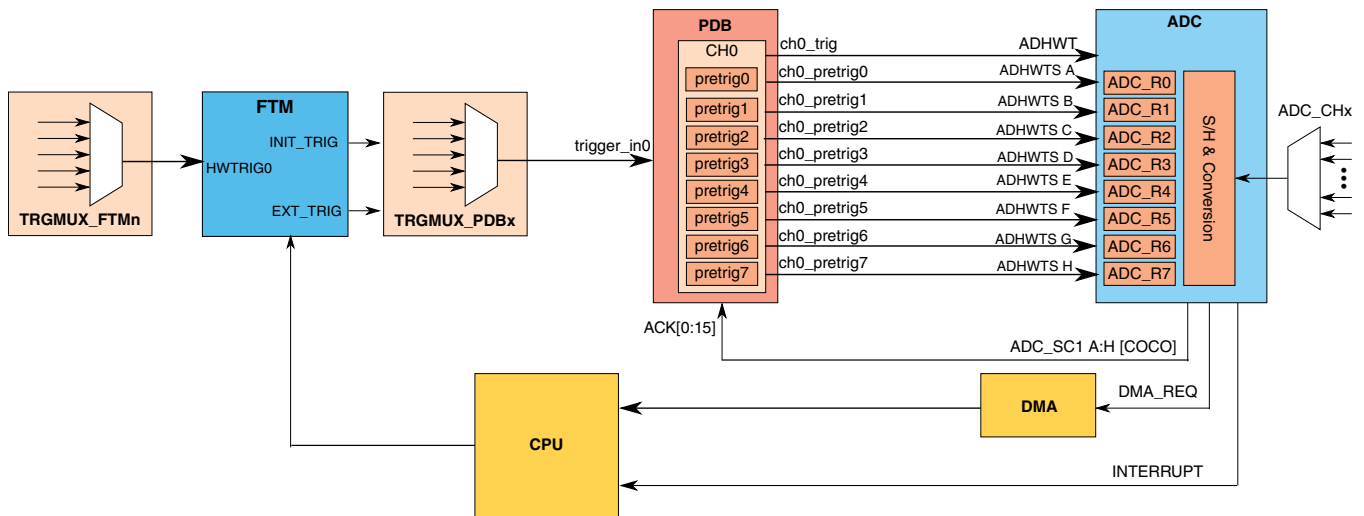 PDB
ADC
CH0
ch0_trig
ADHWT
pretrig0
ch0_pretrig0
ADHWTS A
ADC_R0
pretrig1
ch0_pretrig1
ADHWTS B
ADC_R1
pretrig2
ch0_pretrig2
ADHWTS C
ADC_R2
pretrig3
ch0_pretrig3
ADHWTS D
ADC_R3
pretrig4
ch0_pretrig4
ADHWTS E
ADC_R4
pretrig5
ch0_pretrig5
ADHWTS F
ADC_R5
pretrig6
ch0_pretrig6
ADHWTS G
ADC_R6
pretrig7
ch0_pretrig7
ADHWTS H
ADC_R7
S/H & Conversion
ADC_CHx
FTM
INIT_TRIG
HWTRIG0
EXT_TRIG
TRGMUX_FTMn
TRGMUX_PDBx
trigger_in0
ACK[0:15]
ADC_SC1 A:H [COCO]
DMA_REQ
DMA
CPU
INTERRUPT